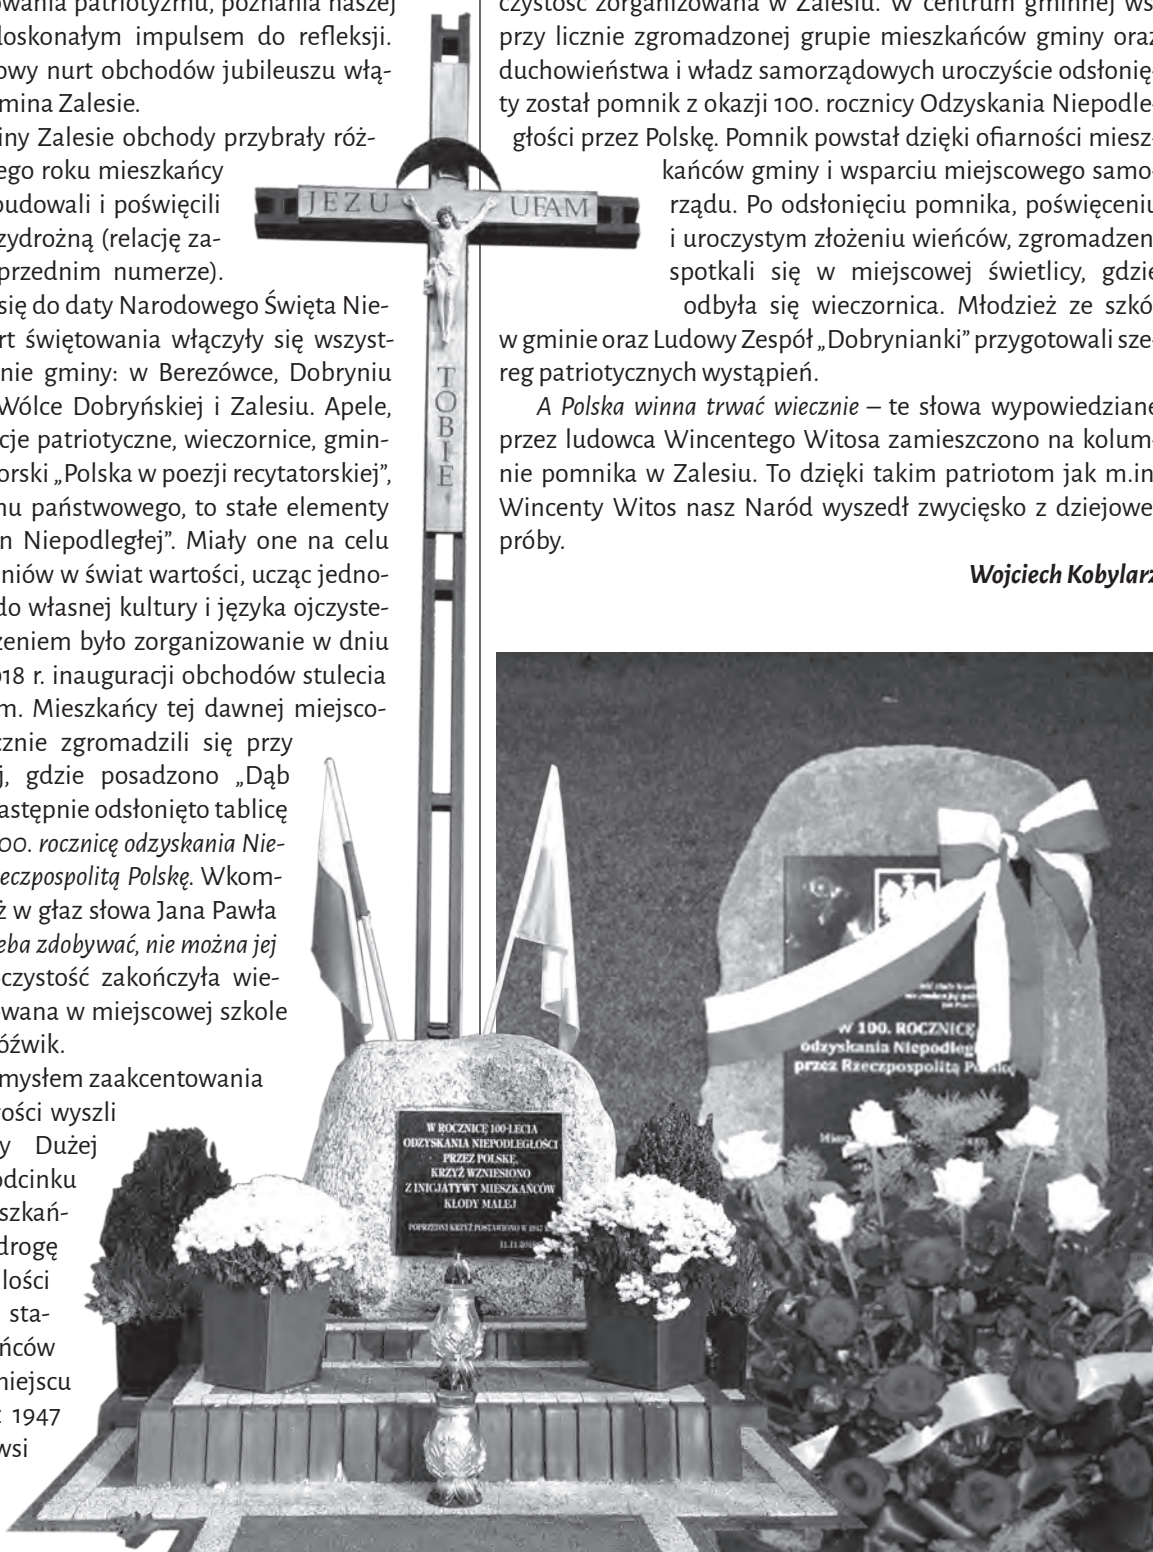 owania patriotyzmu, poznania naszej
doskonałym impulsem do refleksji.
owy nurt obchodów jubileuszu włą-
mina Zalesie.
iny Zalesie obchody przybrały róż-
ego roku mieszkańcy
budowali i poświęcili
zydrożną (relację za-
przednim numerze).
się do daty Narodowego Święta Nie-
rt świętowania włączyły się wszyst-
nie gminy: w Berezówce, Dobryniu
Wólce Dobryńskiej i Zalesiu. Apele,
cje patriotyczne, wieczornice, gmin-
orski „Polska w poezji recytatorskiej”,
nu państwowego, to stałe elementy
n Niepodległej”. Miały one na celu
niów w świat wartości, ucząc jedno-
do własnej kultury i języka ojczyste-
zeniem było zorganizowanie w dniu
018 r. inauguracji obchodów stulecia
m. Mieszkańcy tej dawnej miejsco-
cznie zgromadzili się przy
j, gdzie posadzono „Dąb
astępnie odsłonięto tablicę
00. rocznicę odzyskania Nie-
eczpospolitą Polskę. Wkom-
ż w głaz słowa Jana Pawła
eba zdobywać, nie można jej
oczystość zakończyła wie-
wana w miejscowej szkole
óźwik.
mysłem zaakcentowania
ości wyszli
y Dużej
odcinku
szkań-
drogę
lości
sta-
ńców
niejscu
1947
wsi
czystość zorganizowana w Zalesiu. W centrum gminnej ws
przy licznie zgromadzonej grupie mieszkańców gminy oraz
duchowieństwa i władz samorządowych uroczyście odsłonię-
ty został pomnik z okazji 100. rocznicy Odzyskania Niepodle-
głości przez Polskę. Pomnik powstał dzięki ofiarności miesz-
kańców gminy i wsparciu miejscowego samo-
rządu. Po odsłonięciu pomnika, poświęceniu
i uroczystym złożeniu wieńców, zgromadzen
spotkali się w miejscowej świetlicy, gdzie
odbyła się wieczornica. Młodzież ze szkó
w gminie oraz Ludowy Zespół „Dobrynianki” przygotowali sze-
reg patriotycznych wystąpień.
A Polska winna trwać wiecznie – te słowa wypowiedziane
przez ludowca Wincentego Witosa zamieszczono na kolum-
nie pomnika w Zalesiu. To dzięki takim patriotom jak m.in
Wincenty Witos nasz Naród wyszedł zwycięsko z dziejowe
próby.
Wojciech Kobylarz
JEZU UFAM
TOBIE
W ROCZNICĘ 100-LECIA
ODZYSKANIA NIEPODLEGŁOŚCI
PRZEZ POLSKĘ,
KRZYŻ WZNIESIONO
Z INICJATYWY MIESZKAŃCÓW
KŁODY MAŁEJ
POPRZEDNI KRZYŻ POSTAWIONO W 1947
11.11.20
w 100. ROCZNICĘ
odzyskania Niepodleg
przez Rzeczpospolitą Polskę